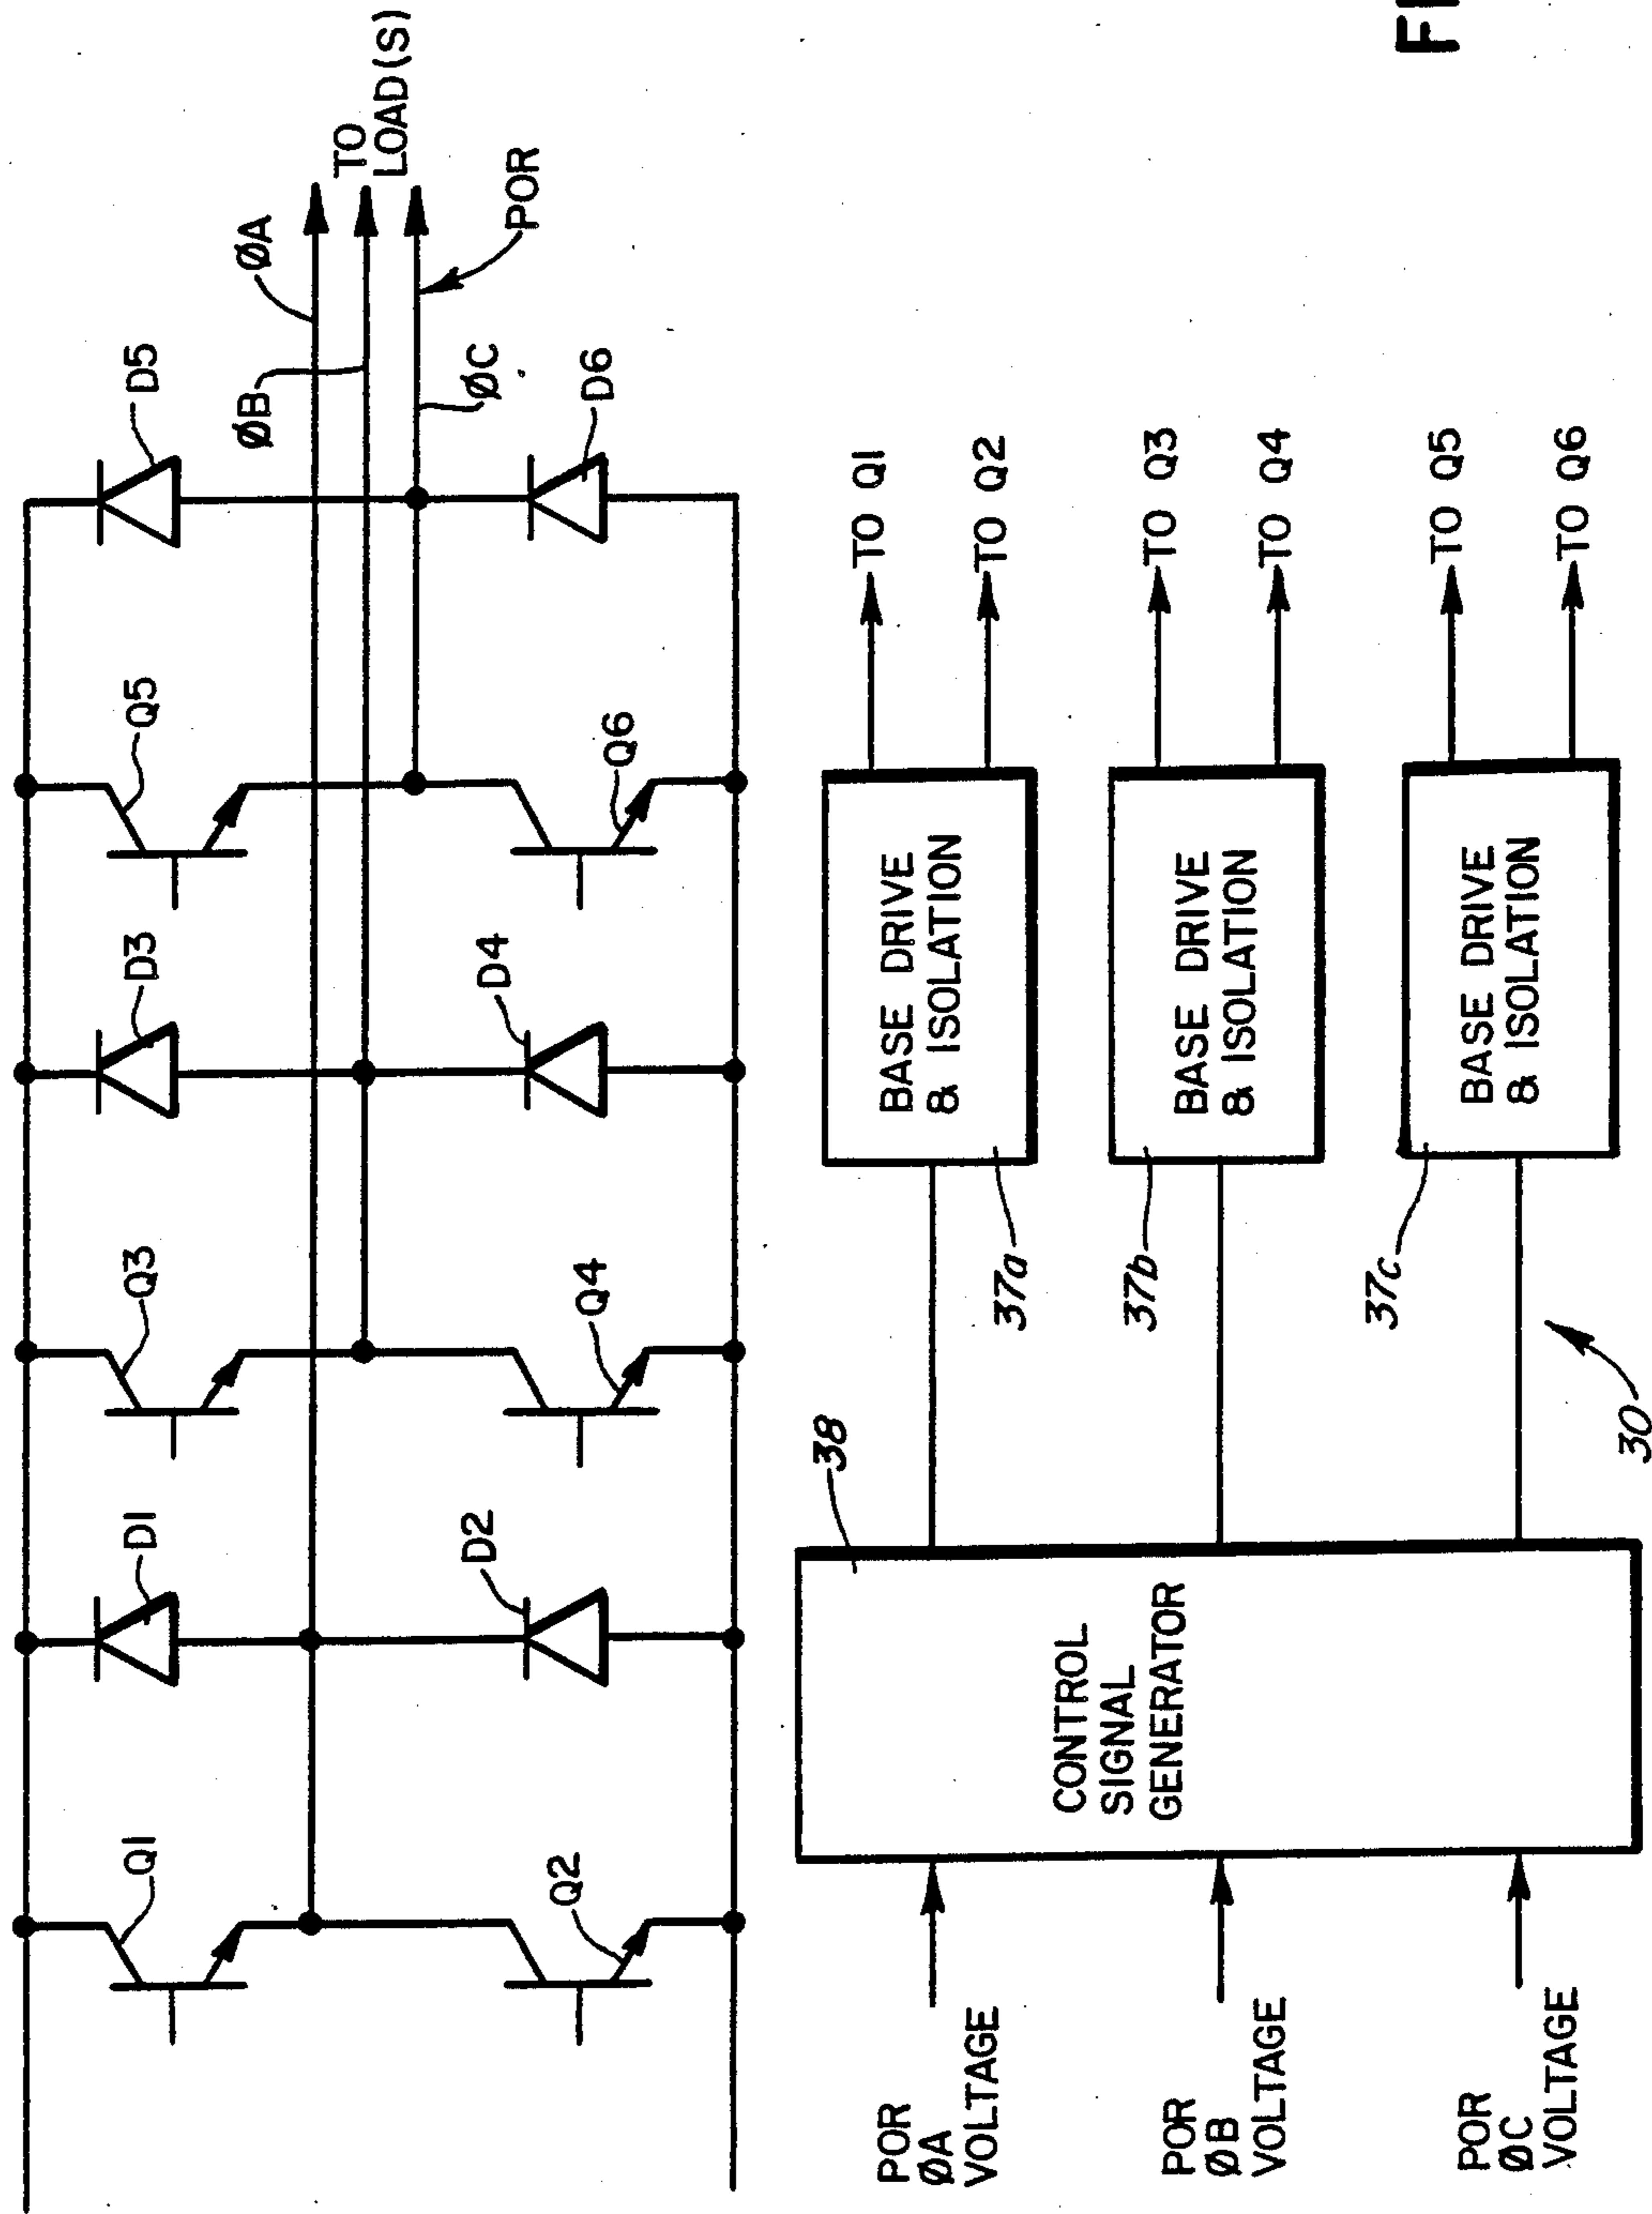 D5
ØA
TO
LOAD(S)
ØB
ØC
POR
D6
Q5
Q6
D3
D4
Q3
Q4
D1
D2
Q1
Q2
POR
ØA
VOLTAGE
POR
ØB
VOLTAGE
POR
ØC
VOLTAGE
38
CONTROL
SIGNAL
GENERATOR
37a
BASE DRIVE
& ISOLATION
TO Q1
TO Q2
37b
BASE DRIVE
& ISOLATION
TO Q3
TO Q4
37c
BASE DRIVE
& ISOLATION
TO Q5
TO Q6
30